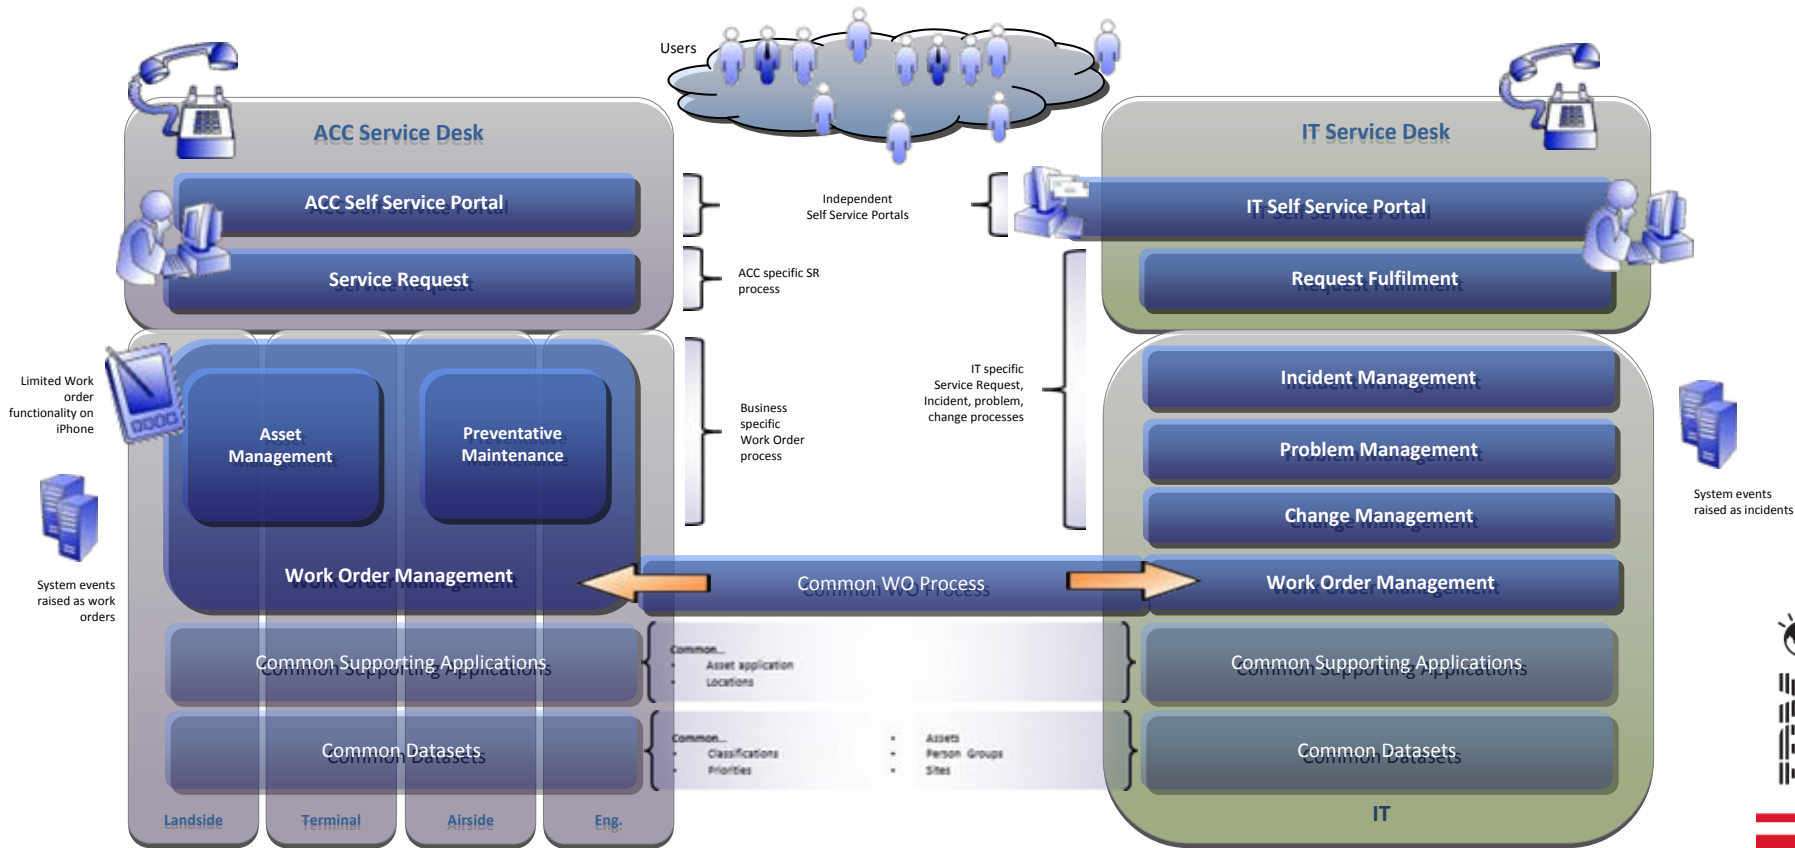 Users
ACC Service Desk
ACC Self Service Portal
Service Request
Independent
Self Service Portals
ACC specific SR
process
IT Service Desk
IT Self Service Portal
Request Fulfilment
Limited Work
order
functionality on
iPhone
Asset
Management
Preventative
Maintenance
Work Order Management
Business
specific
Work Order
process
IT specific
Service Request,
Incident, problem,
change processes
Incident Management
Problem Management
Change Management
Work Order Management
System events
raised as incidents
System events
raised as work
orders
Common WO Process
Common Supporting Applications
Common...
• Asset application
• Locations
Common Supporting Applications
Common Datasets
Common...
• Classifications
• Priorities
• Assets
• Person Groups
• Sites
Common Datasets
Landside
Terminal
Airside
Eng.
IT
IBM